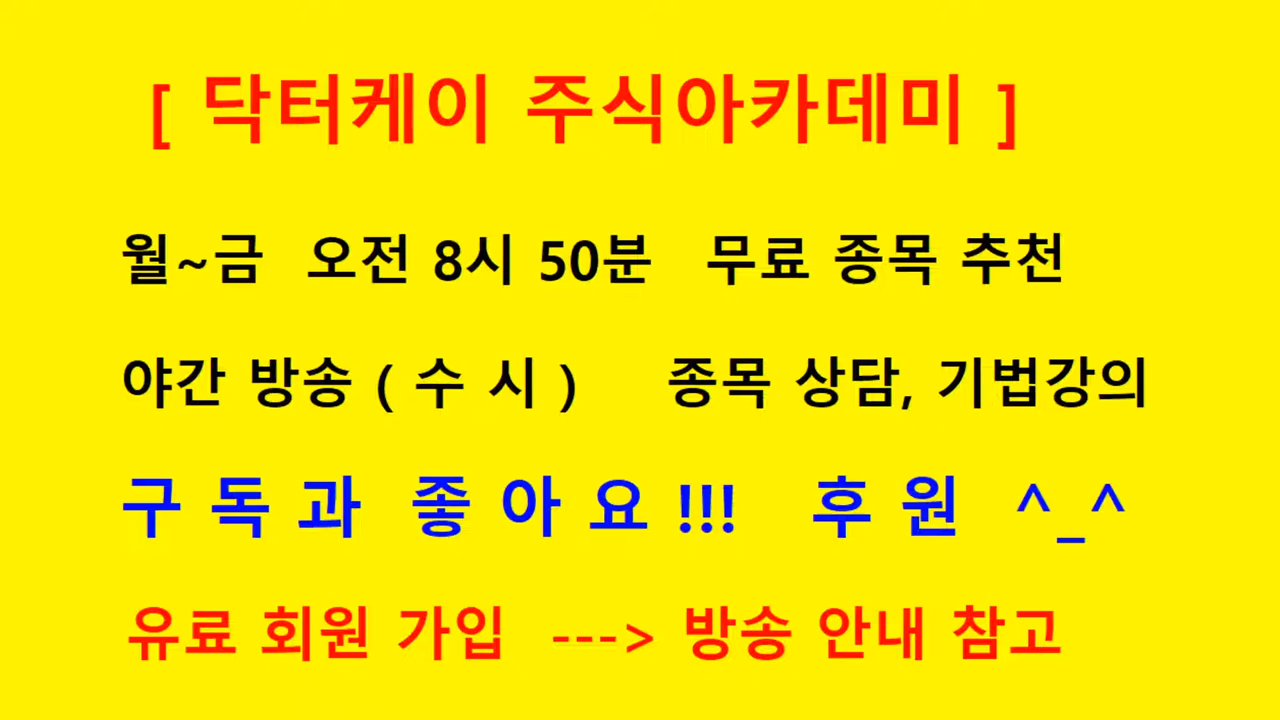 [ 닥터케이 주식아카데미 ]
월~금 오전 8시 50분 무료 종목 추천
야간 방송 ( 수 시 ) 종목 상담, 기법강의
구 독 과 좋 아 요 !!! 후 원 ^_^
유료 회원 가입 ---> 방송 안내 참고